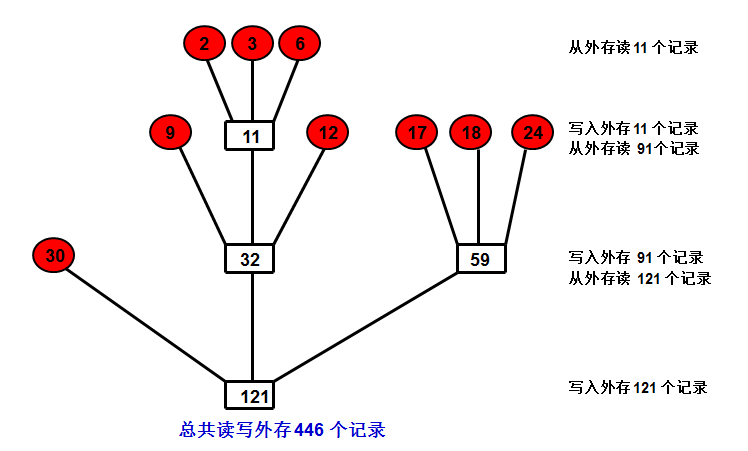 2 3 6
从外存读 11 个记录
9 11 12 17 18 24
写入外存 11 个记录
从外存读 91个记录
30 32 59
写入外存 91 个记录
从外存读 121 个记录
121
写入外存 121 个记录
总共读写外存 446 个记录